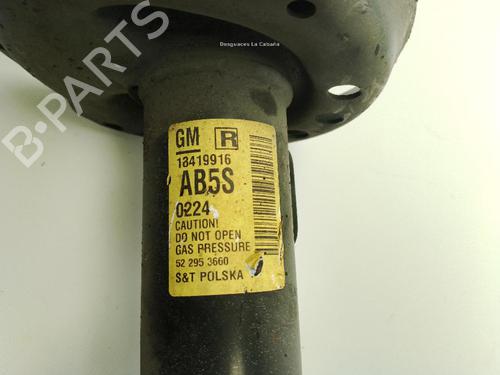 Desguaces La Cabaña
B-PARTS
GM R
13419916
AB5S
0224
CAUTION!
DO NOT OPEN
GAS PRESSURE
52 295 3660
S&T POLSKA